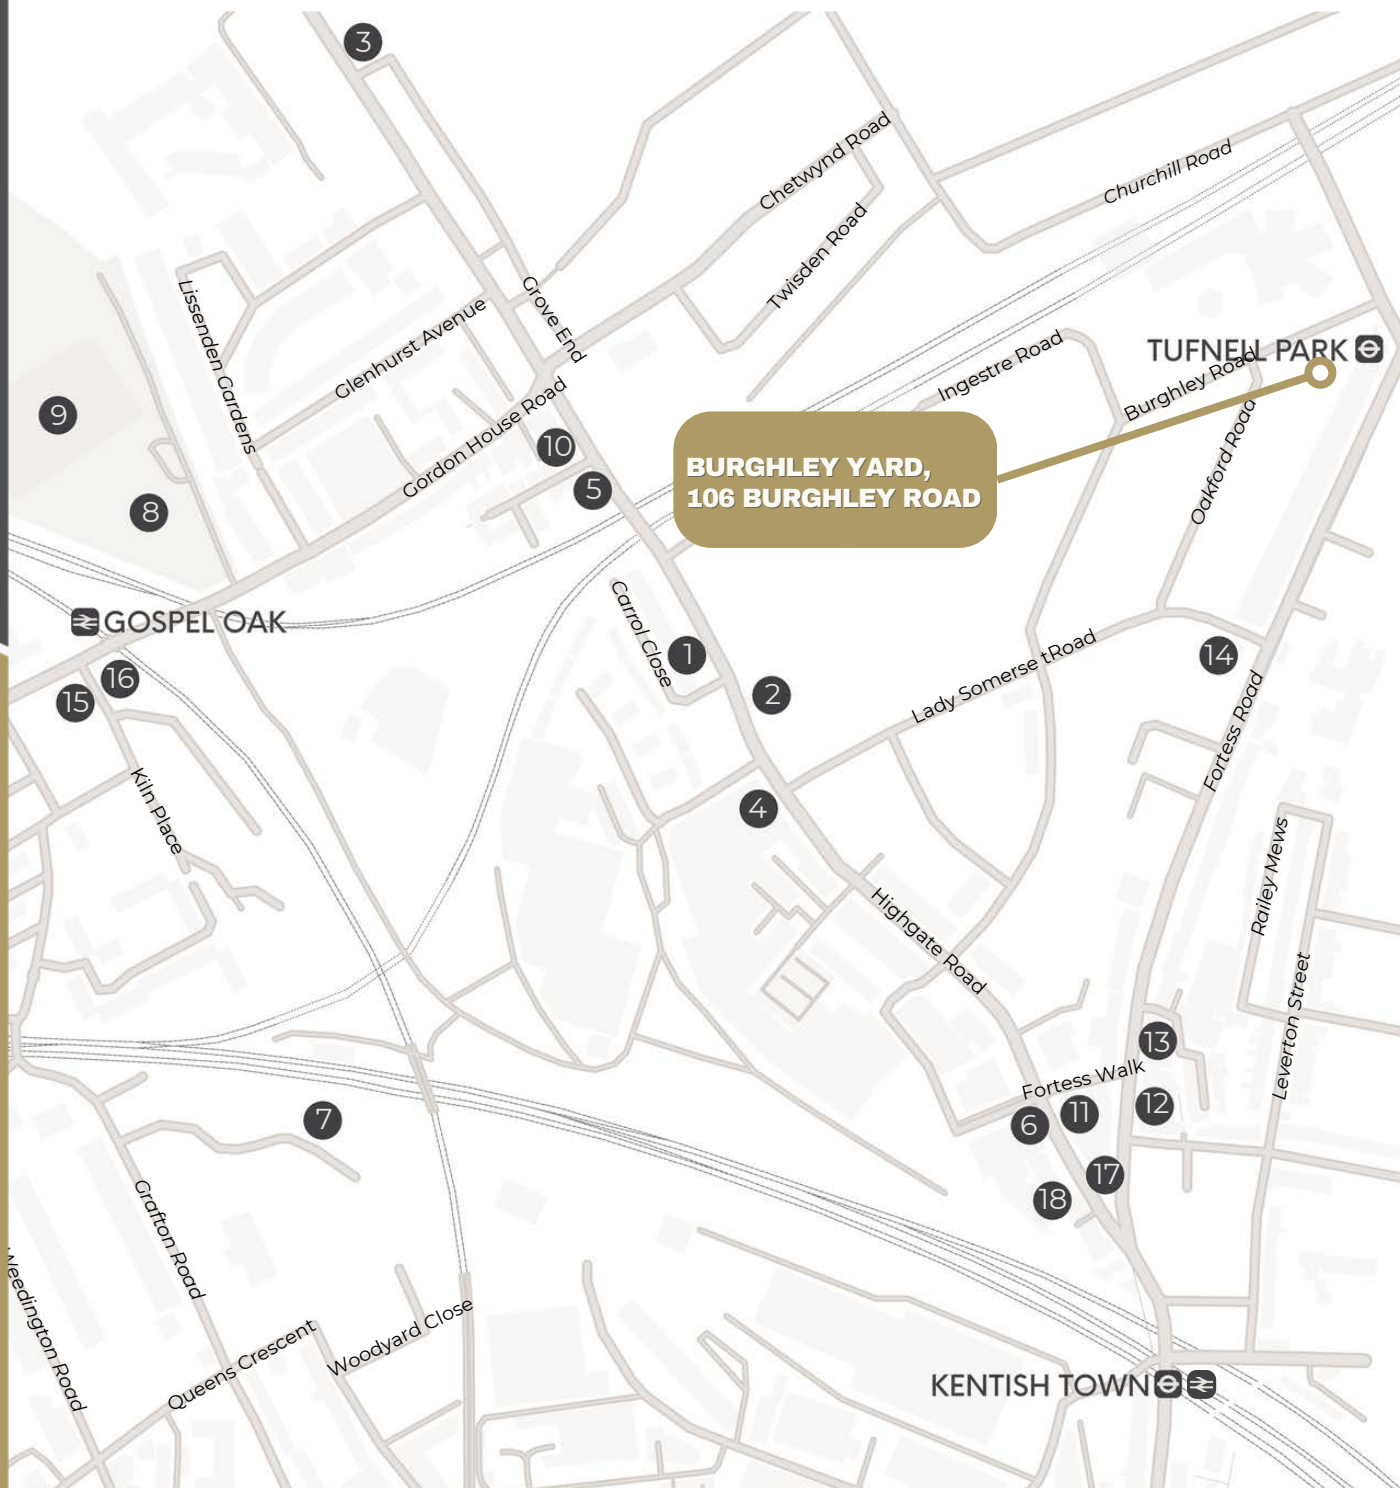 3
Chetwynd Road
Churchill Road
Twisden Road
Lissenden Gardens
Grove End
Glenhurst Avenue
TUFNELL PARK
Ingestre Road
Burghley Road
Gordon House Road
Oakford Road
9
10
5
8
BURGHLEY YARD,
106 BURGHLEY ROAD
GOSPEL OAK
Carrol Close
1
2
Lady Somerse tRoad
14
16
15
Fortess Road
Kiln Place
4
Railey Mews
Highgate Road
Leverton Street
13
Fortess Walk
7
6
11
12
17
18
Grafton Road
Weedington Road
Woodyard Close
Queens Crescent
KENTISH TOWN